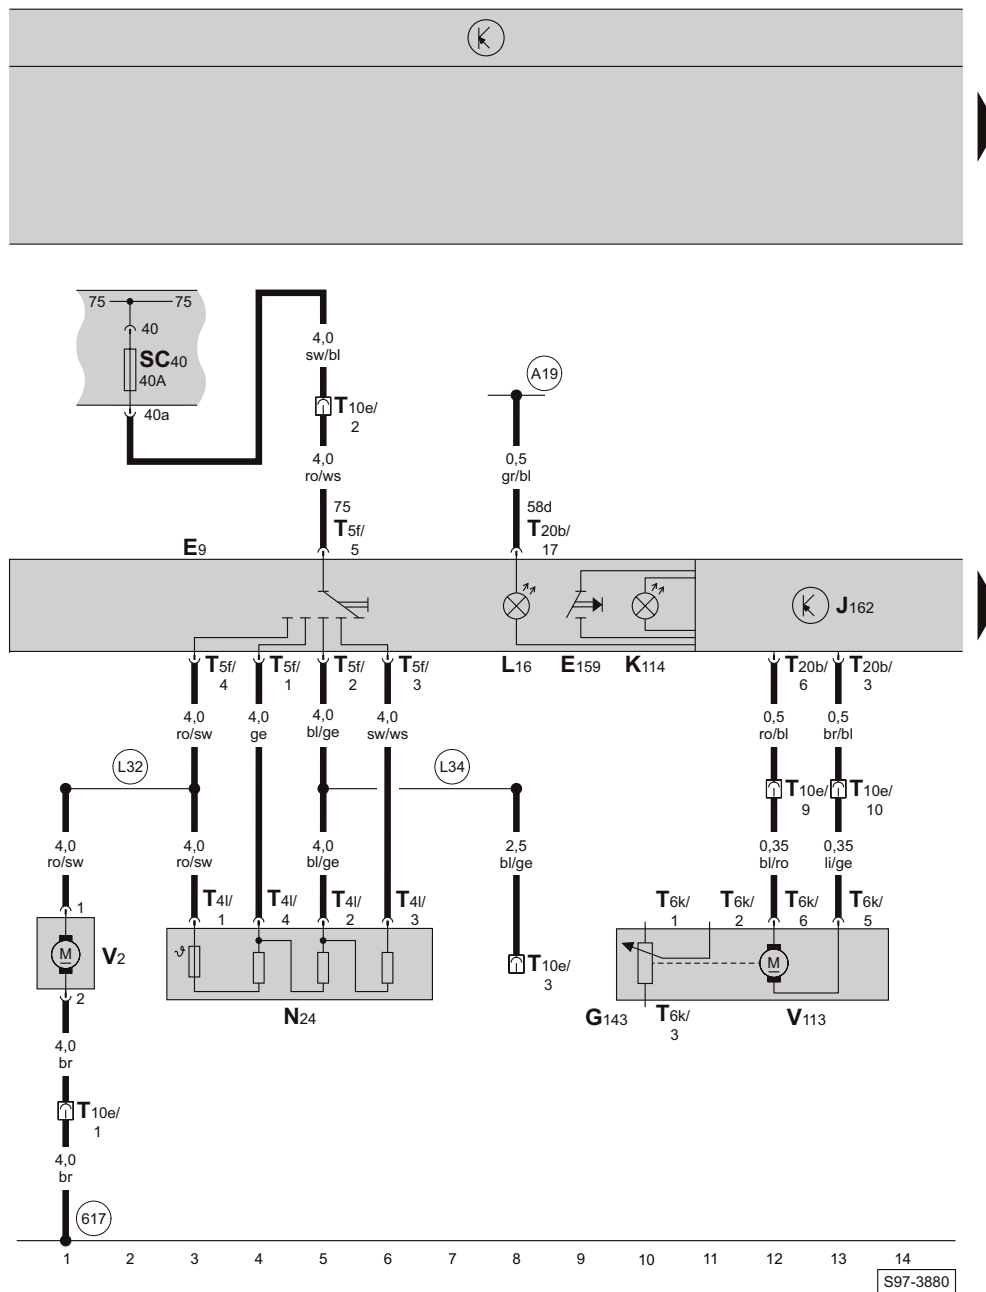 75 75
40
SC40
40A
40a
4,0
sw/bl
T10e/
2
A19
4,0
ro/ws
0,5
gr/bl
75
T5f/
5
58d
T20b/
17
E9
J162
T5f/
4
T5f/
1
T5f/
2
T5f/
3
L16
E159
K114
T20b/
6
T20b/
3
4,0
ro/sw
4,0
ge
4,0
bl/ge
4,0
sw/ws
0,5
ro/bl
0,5
br/bl
L32
L34
T10e/
9
T10e/
10
4,0
ro/sw
4,0
ro/sw
4,0
bl/ge
2,5
bl/ge
0,35
bl/ro
0,35
li/ge
1
T4l/
1
T4l/
4
T4l/
2
T4l/
3
T6k/
1
T6k/
2
T6k/
6
T6k/
5
M
V2
2
ϑ
N24
T10e/
3
M
G143
T6k/
3
V113
4,0
br
T10e/
1
4,0
br
617
1 2 3 4 5 6 7 8 9 10 11 12 13 14
S97-3880